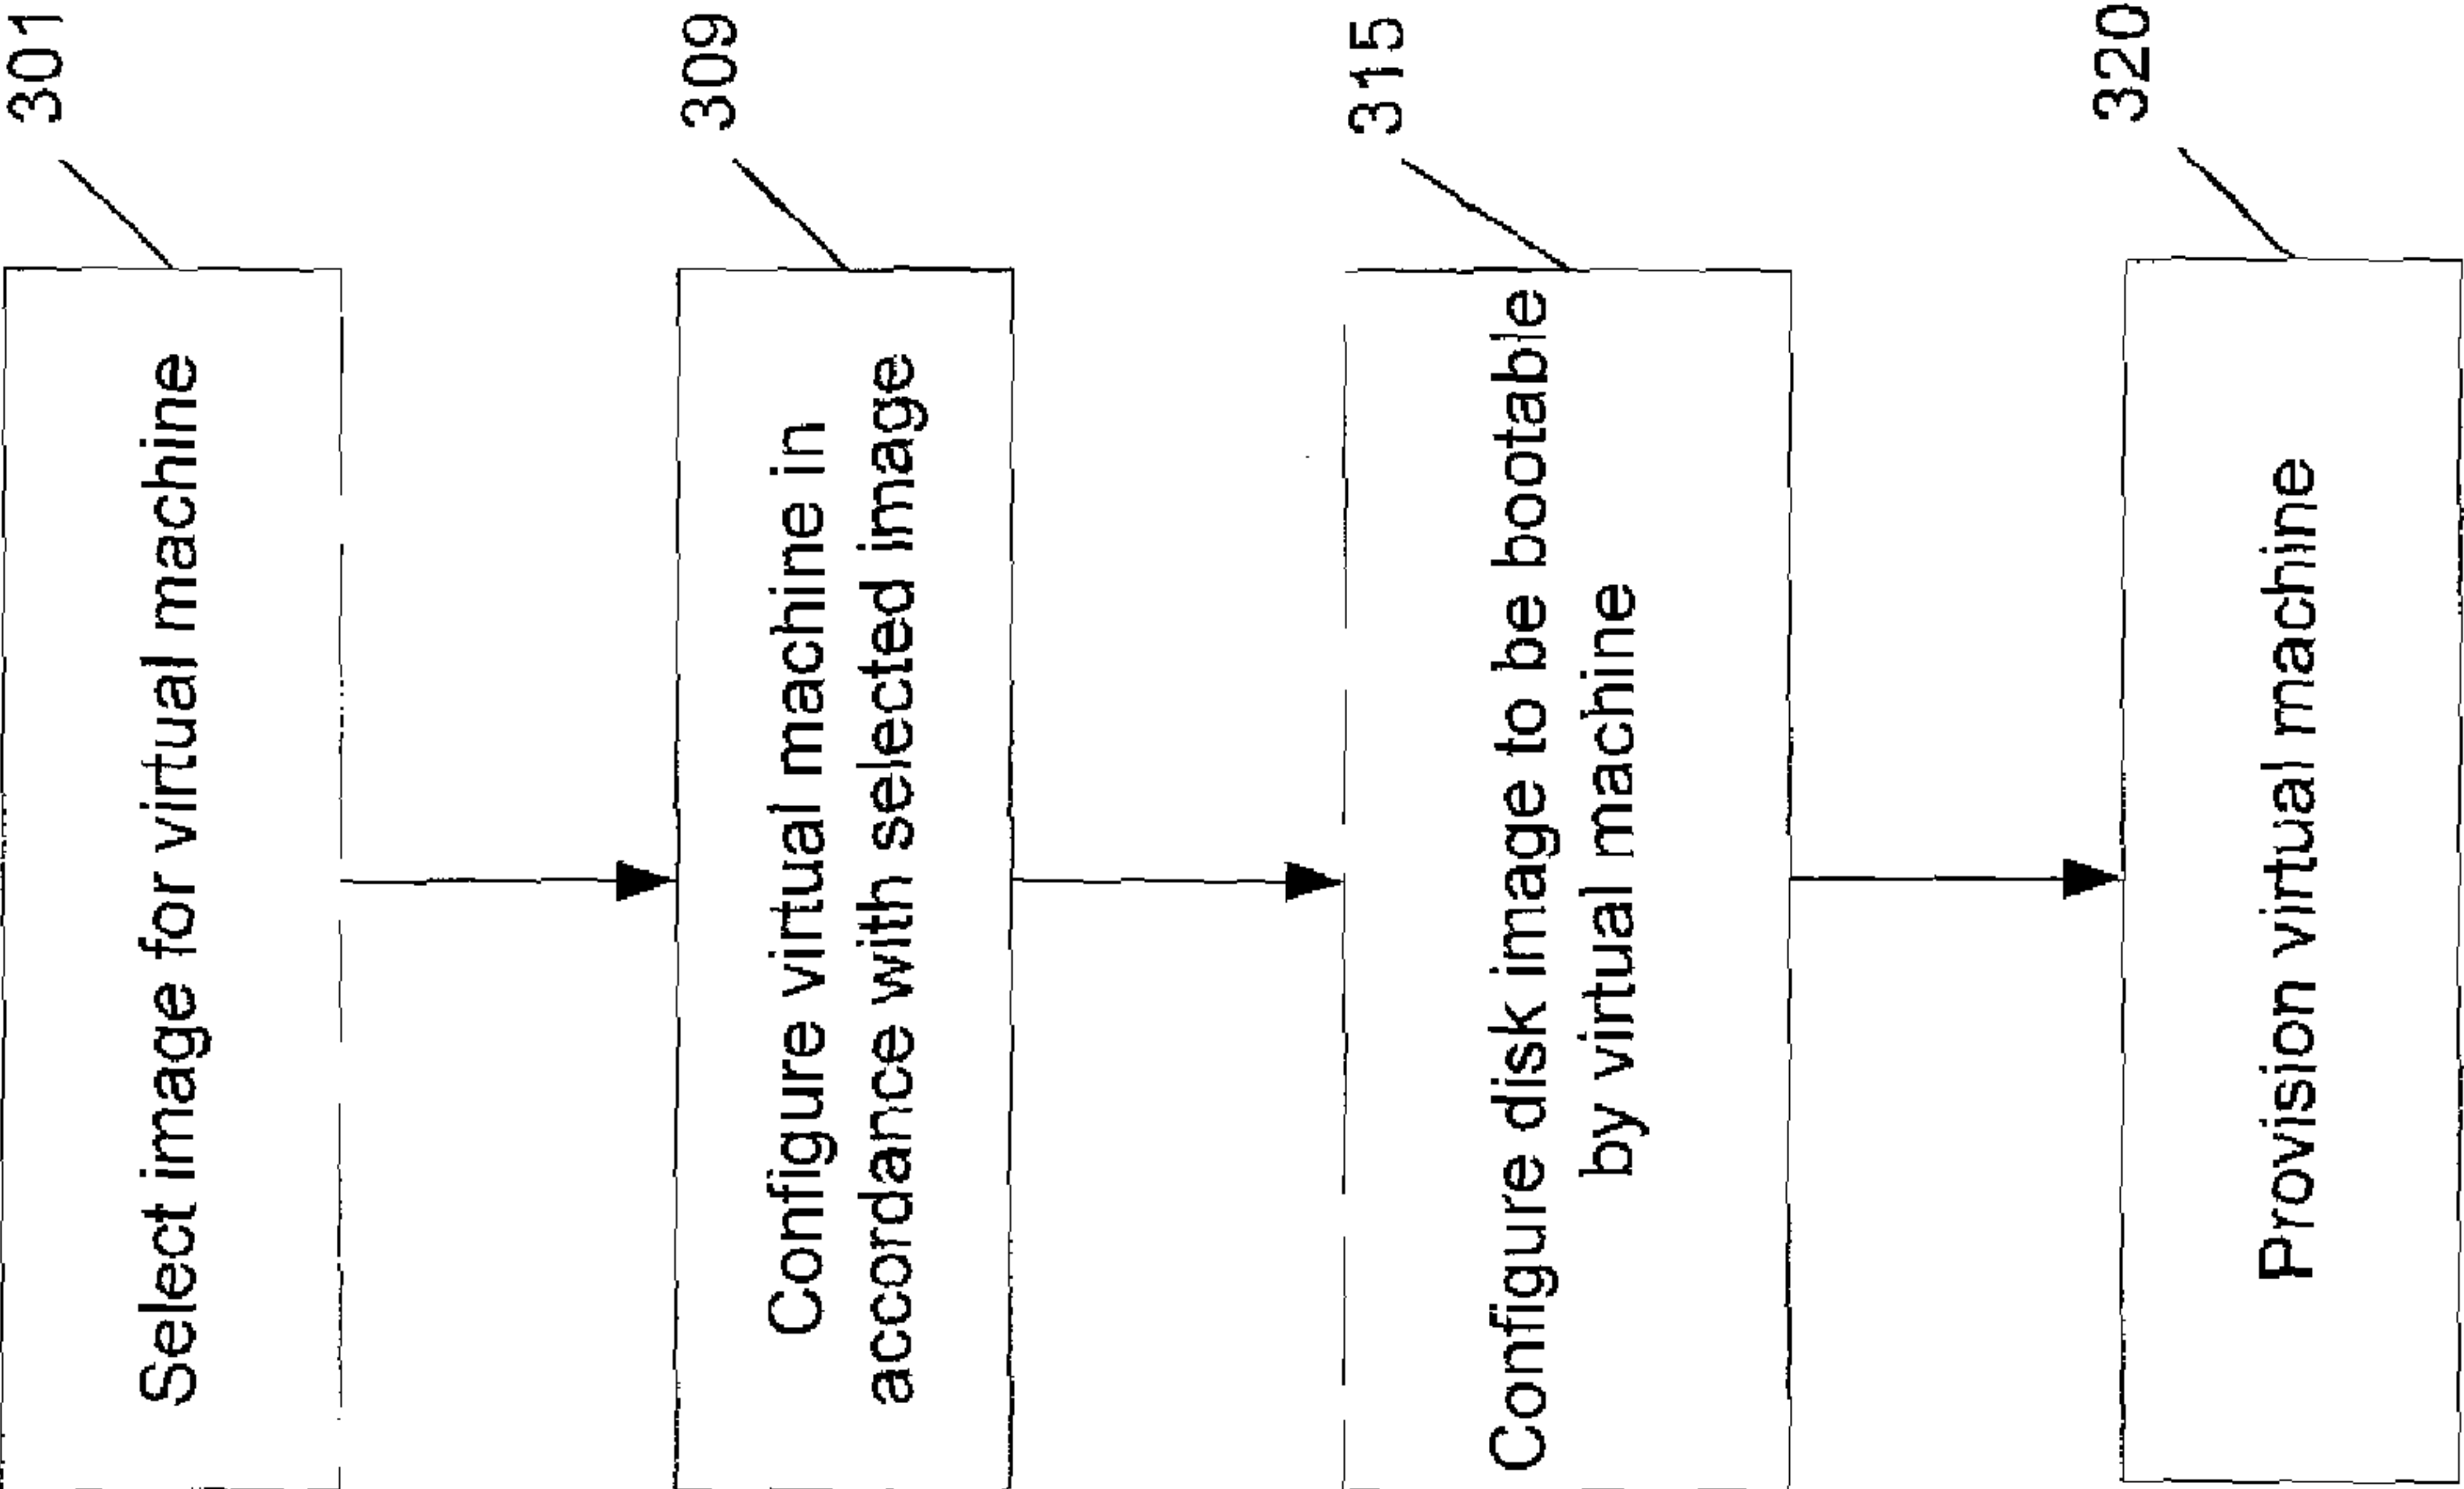 301
Select image for virtual machine
309
Configure virtual machine in
accordance with selected image
315
Configure disk image to be bootable
by virtual machine
320
Provision virtual machine